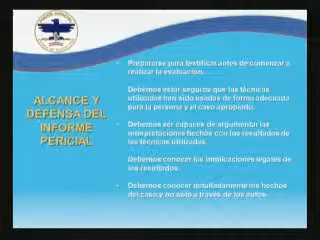 ALCANCE Y
DEFENSA DEL
INFORME
PERICIAL
• Prepararse para testificar antes de comenzar a
realizar la evaluación.
Debemos estar seguros que las técnicas
utilizadas han sido usadas de forma adecuada
para la persona y el caso apropiado.
• Debemos ser capaces de argumentar las
interpretaciones hechas con los resultados de
las técnicas utilizadas.
Debemos conocer las implicaciones legales de
los resultados.
• Debemos conocer detalladamente los hechos
del caso y no sólo a través de los autos.